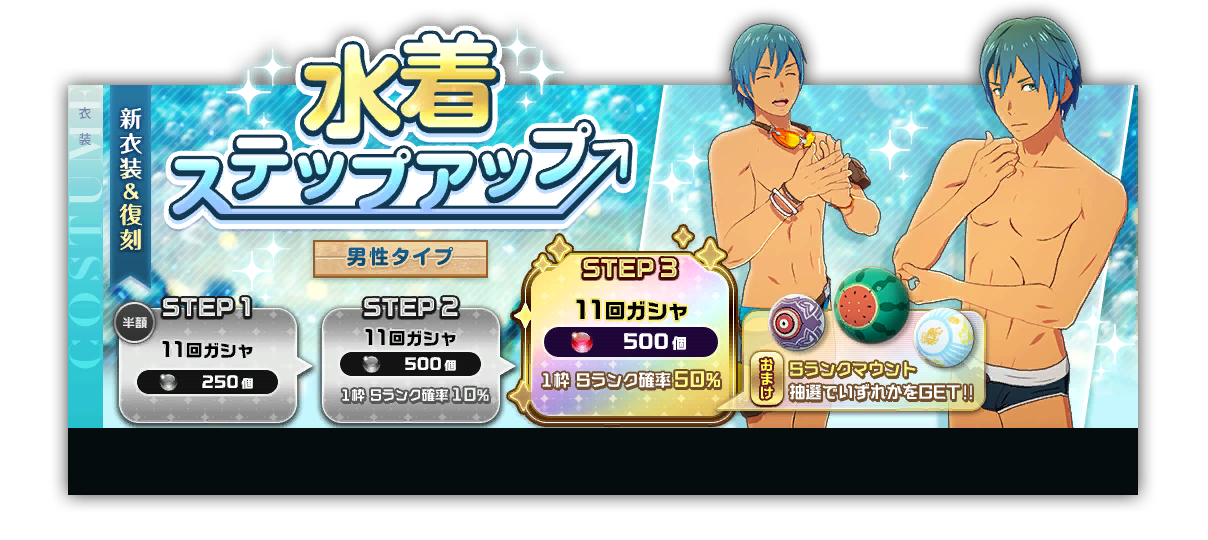 衣装
新衣装&復刻
水着
ステップアップ
男性タイプ
半額
STEP 1
11回ガシャ
250個
STEP 2
11回ガシャ
500個
1枠 Sランク確率10%
STEP 3
11回ガシャ
500個
1枠 Sランク確率50%
おまけ
Sランクマウント
抽選でいずれかをGET!!